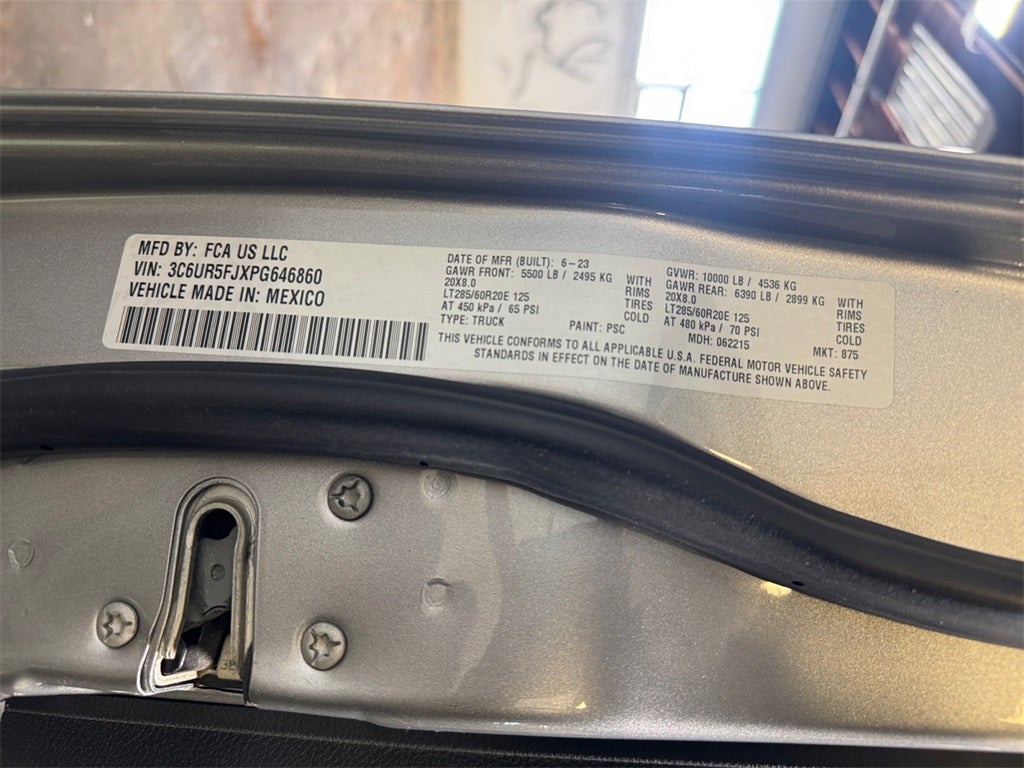 MFD BY: FCA US LLC
VIN: 3C6UR5FJXPG646860
VEHICLE MADE IN: MEXICO
DATE OF MFR (BUILT): 6-23
GAWR FRONT: 5500 LB / 2495 KG WITH
20X8.0 RIMS
LT285/60R20E 125 TIRES
AT 450 kPa / 65 PSI COLD
TYPE: TRUCK PAINT: PSC
GVWR: 10000 LB / 4536 KG
GAWR REAR: 6390 LB / 2899 KG WITH
20X8.0 RIMS
LT285/60R20E 125 TIRES
AT 480 kPa / 70 PSI COLD
MDH: 062215 MKT: 875
THIS VEHICLE CONFORMS TO ALL APPLICABLE U.S.A. FEDERAL MOTOR VEHICLE SAFETY
STANDARDS IN EFFECT ON THE DATE OF MANUFACTURE SHOWN ABOVE.